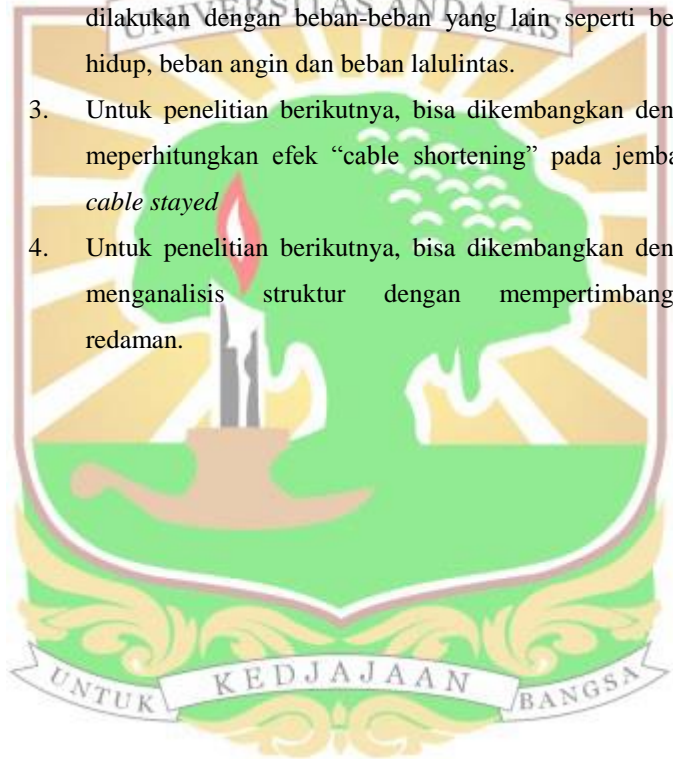 UNIVERSITAS ANDALAS
dilakukan dengan beban-beban yang lain seperti be
hidup, beban angin dan beban lalulintas.
3. Untuk penelitian berikutnya, bisa dikembangkan den
meperhitungkan efek “cable shortening” pada jemba
cable stayed
4. Untuk penelitian berikutnya, bisa dikembangkan den
menganalisis struktur dengan mempertimbang
redaman.
UNTUK KEDJAJAAN BANGSA